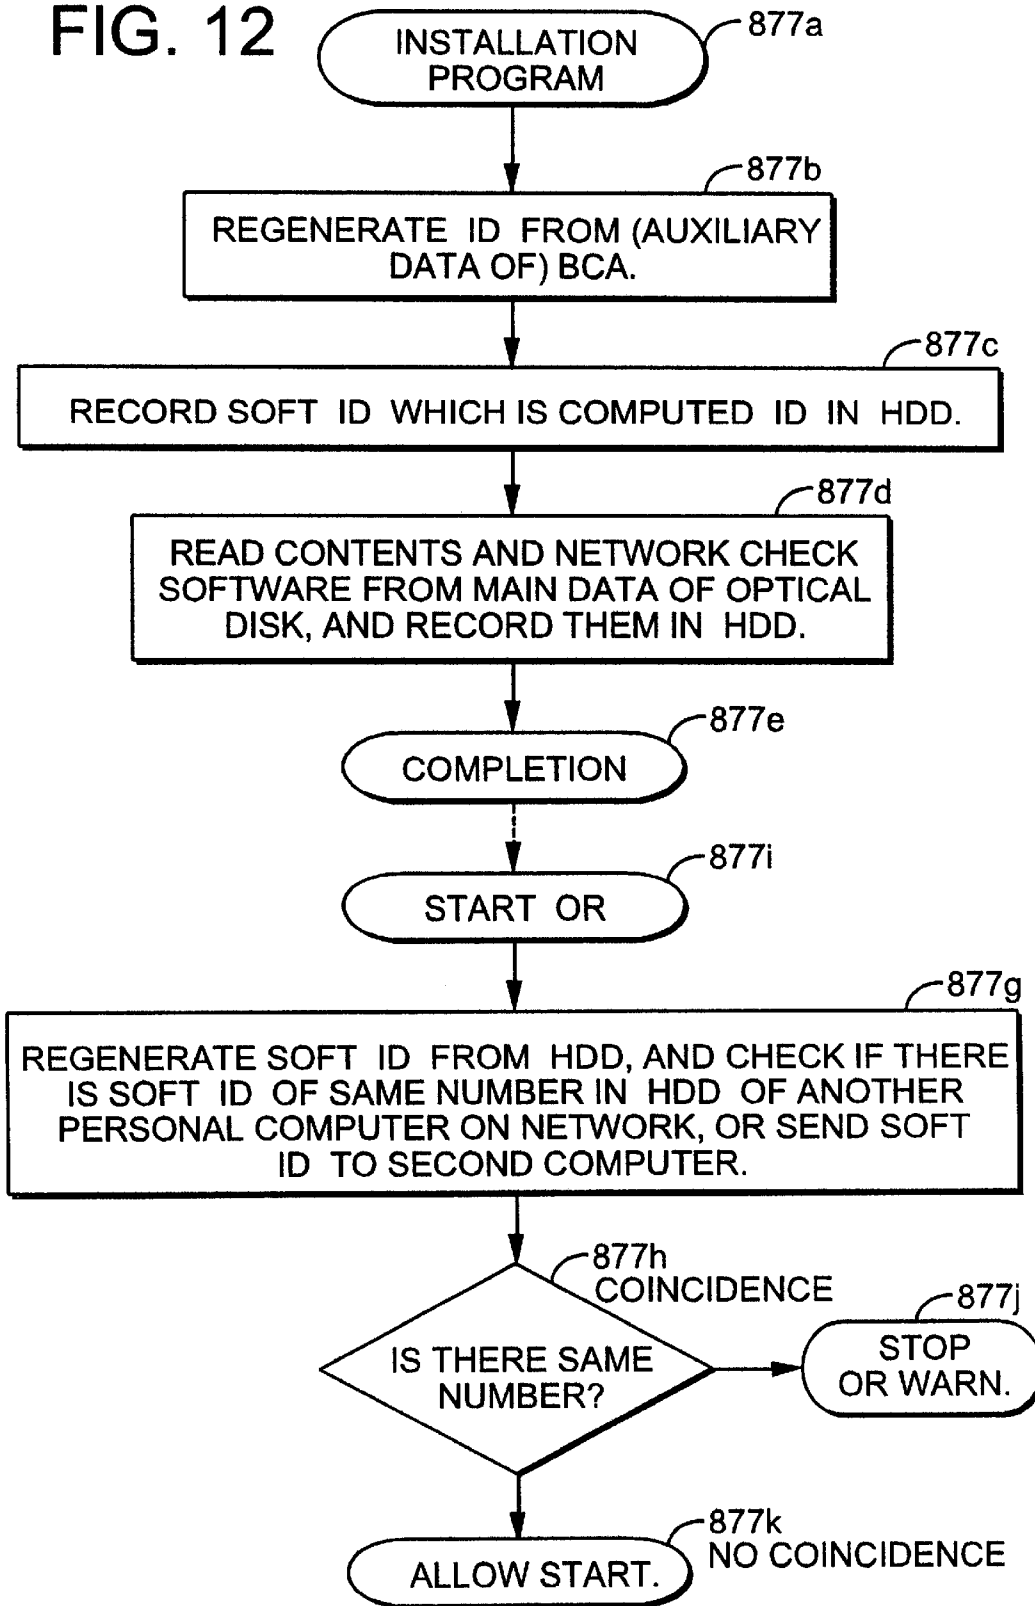 FIG. 12
877a
INSTALLATION
PROGRAM
877b
REGENERATE ID FROM (AUXILIARY
DATA OF) BCA.
877c
RECORD SOFT ID WHICH IS COMPUTED ID IN HDD.
877d
READ CONTENTS AND NETWORK CHECK
SOFTWARE FROM MAIN DATA OF OPTICAL
DISK, AND RECORD THEM IN HDD.
877e
COMPLETION
877i
START OR
877g
REGENERATE SOFT ID FROM HDD, AND CHECK IF THERE
IS SOFT ID OF SAME NUMBER IN HDD OF ANOTHER
PERSONAL COMPUTER ON NETWORK, OR SEND SOFT
ID TO SECOND COMPUTER.
877h
COINCIDENCE
IS THERE SAME
NUMBER?
877j
STOP
OR WARN.
877k
NO COINCIDENCE
ALLOW START.